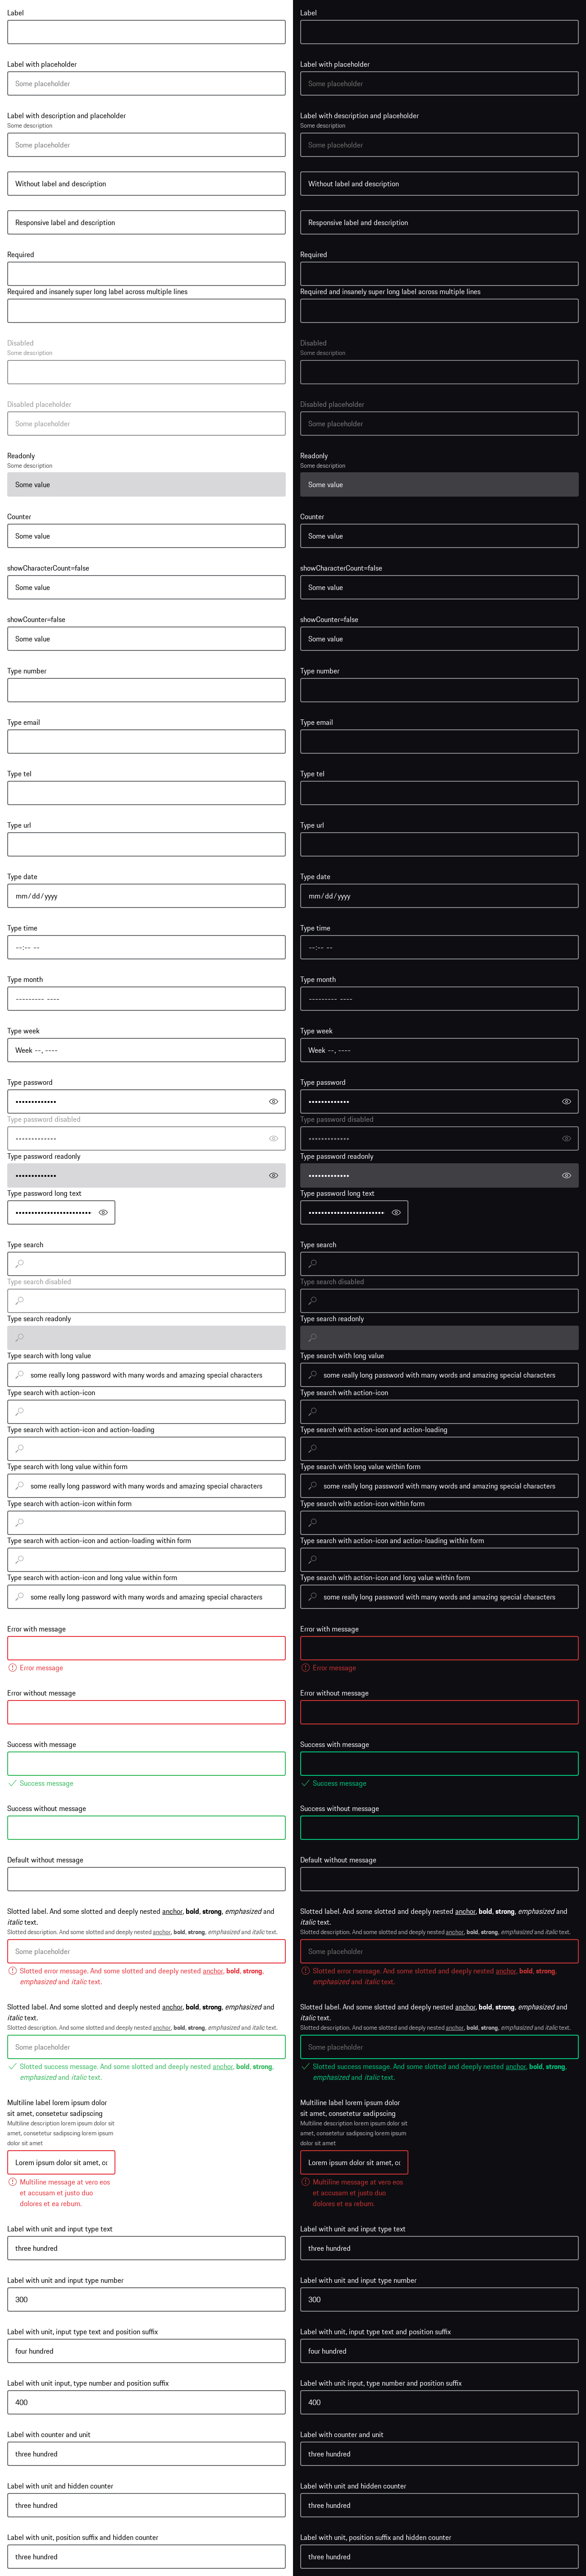 Label
Label with placeholder
Some placeholder
Label with description and placeholder
Some description
Some placeholder
Without label and description
Responsive label and description
Required
Required and insanely super long label across multiple lines
Disabled
Some description
Disabled placeholder
Some placeholder
Readonly
Some description
Some value
Counter
Some value
showCharacterCount=false
Some value
showCounter=false
Some value
Type number
Type email
Type tel
Type url
Type date
mm/dd/yyyy
Type time
--:-- --
Type month
--------- ----
Type week
Week --, ----
Type password
•••••••••••••
Type password disabled
•••••••••••••
Type password readonly
•••••••••••••
Type password long text
••••••••••••••••••••••••
Type search
Type search disabled
Type search readonly
Type search with long value
some really long password with many words and amazing special characters
Type search with action-icon
Type search with action-icon and action-loading
Type search with long value within form
some really long password with many words and amazing special characters
Type search with action-icon within form
Type search with action-icon and action-loading within form
Type search with action-icon and long value within form
some really long password with many words and amazing special characters
Error with message
Error message
Error without message
Success with message
Success message
Success without message
Default without message
Slotted label. And some slotted and deeply nested anchor, bold, strong, emphasized and
italic text.
Slotted description. And some slotted and deeply nested anchor, bold, strong, emphasized and italic text.
Some placeholder
Slotted error message. And some slotted and deeply nested anchor, bold, strong,
emphasized and italic text.
Slotted label. And some slotted and deeply nested anchor, bold, strong, emphasized and
italic text.
Slotted description. And some slotted and deeply nested anchor, bold, strong, emphasized and italic text.
Some placeholder
Slotted success message. And some slotted and deeply nested anchor, bold, strong,
emphasized and italic text.
Multiline label lorem ipsum dolor
sit amet, consetetur sadipscing
Multiline description lorem ipsum dolor sit
amet, consetetur sadipscing lorem ipsum
dolor sit amet
Lorem ipsum dolor sit amet, cc
Multiline message at vero eos
et accusam et justo duo
dolores et ea rebum.
Label with unit and input type text
three hundred
Label with unit and input type number
300
Label with unit, input type text and position suffix
four hundred
Label with unit input, type number and position suffix
400
Label with counter and unit
three hundred
Label with unit and hidden counter
three hundred
Label with unit, position suffix and hidden counter
three hundred
Label
Label with placeholder
Some placeholder
Label with description and placeholder
Some description
Some placeholder
Without label and description
Responsive label and description
Required
Required and insanely super long label across multiple lines
Disabled
Some description
Disabled placeholder
Some placeholder
Readonly
Some description
Some value
Counter
Some value
showCharacterCount=false
Some value
showCounter=false
Some value
Type number
Type email
Type tel
Type url
Type date
mm/dd/yyyy
Type time
--:-- --
Type month
--------- ----
Type week
Week --, ----
Type password
•••••••••••••
Type password disabled
•••••••••••••
Type password readonly
•••••••••••••
Type password long text
••••••••••••••••••••••••
Type search
Type search disabled
Type search readonly
Type search with long value
some really long password with many words and amazing special characters
Type search with action-icon
Type search with action-icon and action-loading
Type search with long value within form
some really long password with many words and amazing special characters
Type search with action-icon within form
Type search with action-icon and action-loading within form
Type search with action-icon and long value within form
some really long password with many words and amazing special characters
Error with message
Error message
Error without message
Success with message
Success message
Success without message
Default without message
Slotted label. And some slotted and deeply nested anchor, bold, strong, emphasized and
italic text.
Slotted description. And some slotted and deeply nested anchor, bold, strong, emphasized and italic text.
Some placeholder
Slotted error message. And some slotted and deeply nested anchor, bold, strong,
emphasized and italic text.
Slotted label. And some slotted and deeply nested anchor, bold, strong, emphasized and
italic text.
Slotted description. And some slotted and deeply nested anchor, bold, strong, emphasized and italic text.
Some placeholder
Slotted success message. And some slotted and deeply nested anchor, bold, strong,
emphasized and italic text.
Multiline label lorem ipsum dolor
sit amet, consetetur sadipscing
Multiline description lorem ipsum dolor sit
amet, consetetur sadipscing lorem ipsum
dolor sit amet
Lorem ipsum dolor sit amet, cc
Multiline message at vero eos
et accusam et justo duo
dolores et ea rebum.
Label with unit and input type text
three hundred
Label with unit and input type number
300
Label with unit, input type text and position suffix
four hundred
Label with unit input, type number and position suffix
400
Label with counter and unit
three hundred
Label with unit and hidden counter
three hundred
Label with unit, position suffix and hidden counter
three hundred